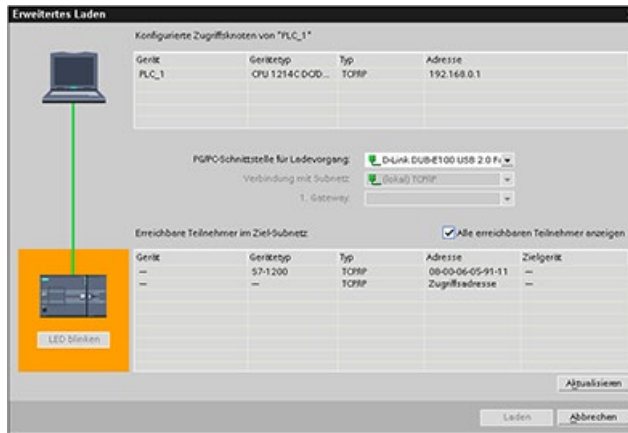 Erweitertes Laden
Konfigurierte Zugriffsknoten von "PLC_1"
Gerät Gerätetyp Typ Adresse
PLC_1 CPU 1214C DC/D... TCP/IP 192.168.0.1
PG/PC-Schnittstelle für Ladevorgang: D-Link DUB-E100 USB 2.0 Fa
Verbindung mit Subnetz: (lokal) TCP/IP
1. Gateway:
Erreichbare Teilnehmer im Ziel-Subnetz: Alle erreichbaren Teilnehmer anzeigen
Gerät Gerätetyp Typ Adresse Zielgerät
— S7-1200 TCP/IP 08-00-06-05-91-11 —
— — TCP/IP Zugriffsadresse —
LED blinken
Aktualisieren
Laden Abbrechen